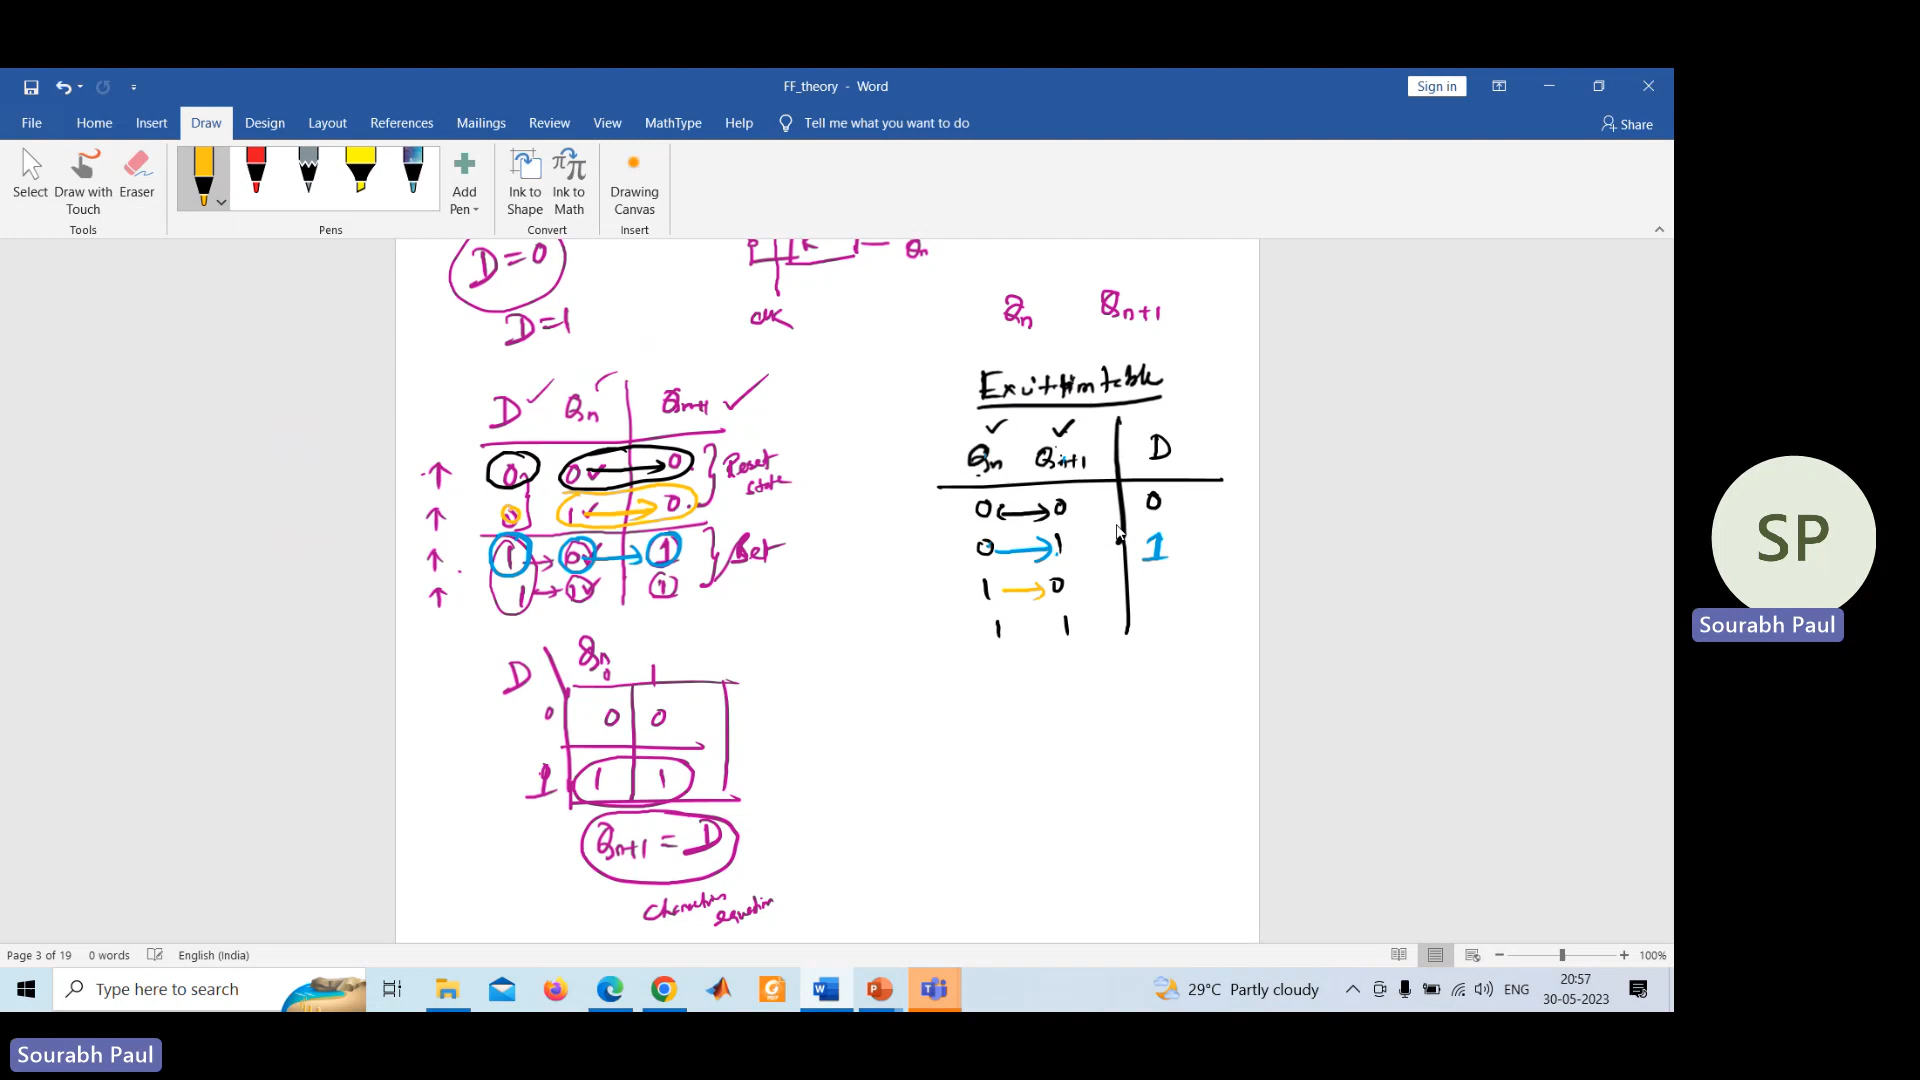 FF_theory - Word
Sign in
File Home Insert Draw Design Layout References Mailings Review View MathType Help Tell me what you want to do
Share
Select Draw with Touch Eraser
Add Pen
Ink to Shape Ink to Math
Drawing Canvas
Tools Pens Convert Insert
D=0
K Qn
D=1
clk
Qn Qn+1
D Qn Qn+1
0 0 0
1 0
0
1 0 1
1 1 1
Reset state
Set
Qn Qn+1 D
0 0 0
0 1 1
1 0
1 1
D Qn
0 1
0 0 0
1 1 1
Qn+1 = D
equation
SP
Sourabh Paul
Page 3 of 19 0 words English (India)
100%
Type here to search
29°C Partly cloudy
ENG
20:57
30-05-2023
Sourabh Paul